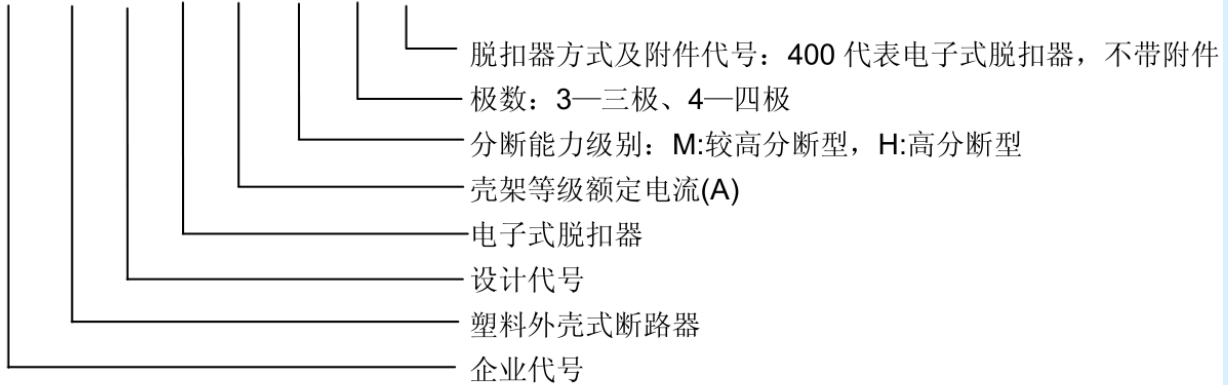 脱扣器方式及附件代号：400 代表电子式脱扣器，不带附件
极数：3—三极、4—四极
分断能力级别：M:较高分断型，H:高分断型
壳架等级额定电流(A)
电子式脱扣器
设计代号
塑料外壳式断路器
企业代号